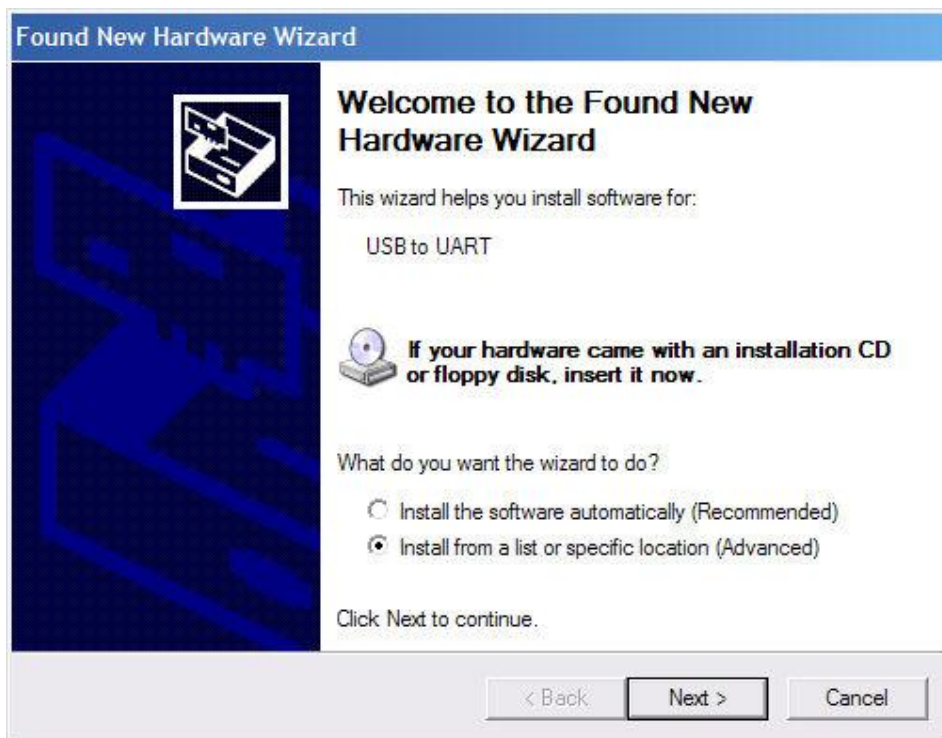 Found New Hardware Wizard
Welcome to the Found New
Hardware Wizard
This wizard helps you install software for:
USB to UART
If your hardware came with an installation CD
or floppy disk, insert it now.
What do you want the wizard to do?
Install the software automatically (Recommended)
Install from a list or specific location (Advanced)
Click Next to continue.
< Back Next > Cancel